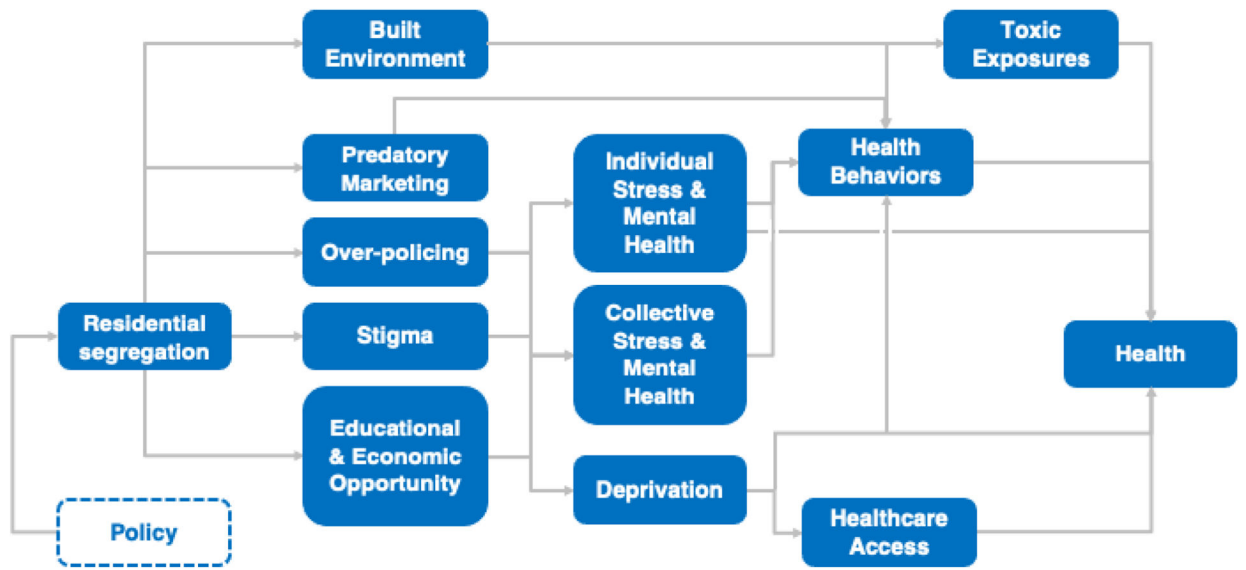 Built
Environment
Toxic
Exposures
Predatory
Marketing
Individual
Stress &
Mental
Health
Health
Behaviors
Over-policing
Residential
segregation
Stigma
Collective
Stress &
Mental
Health
Health
Educational
& Economic
Opportunity
Deprivation
Policy
Healthcare
Access